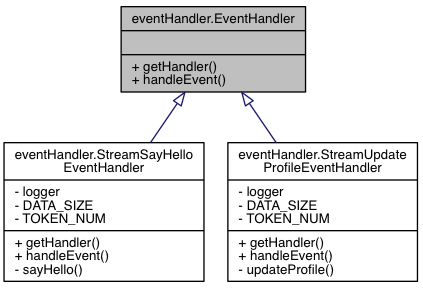 eventHandler.EventHandler
+ getHandler()
+ handleEvent()
eventHandler.StreamSayHello
EventHandler
- logger
- DATA_SIZE
- TOKEN_NUM
+ getHandler()
+ handleEvent()
- sayHello()
eventHandler.StreamUpdate
ProfileEventHandler
- logger
- DATA_SIZE
- TOKEN_NUM
+ getHandler()
+ handleEvent()
- updateProfile()